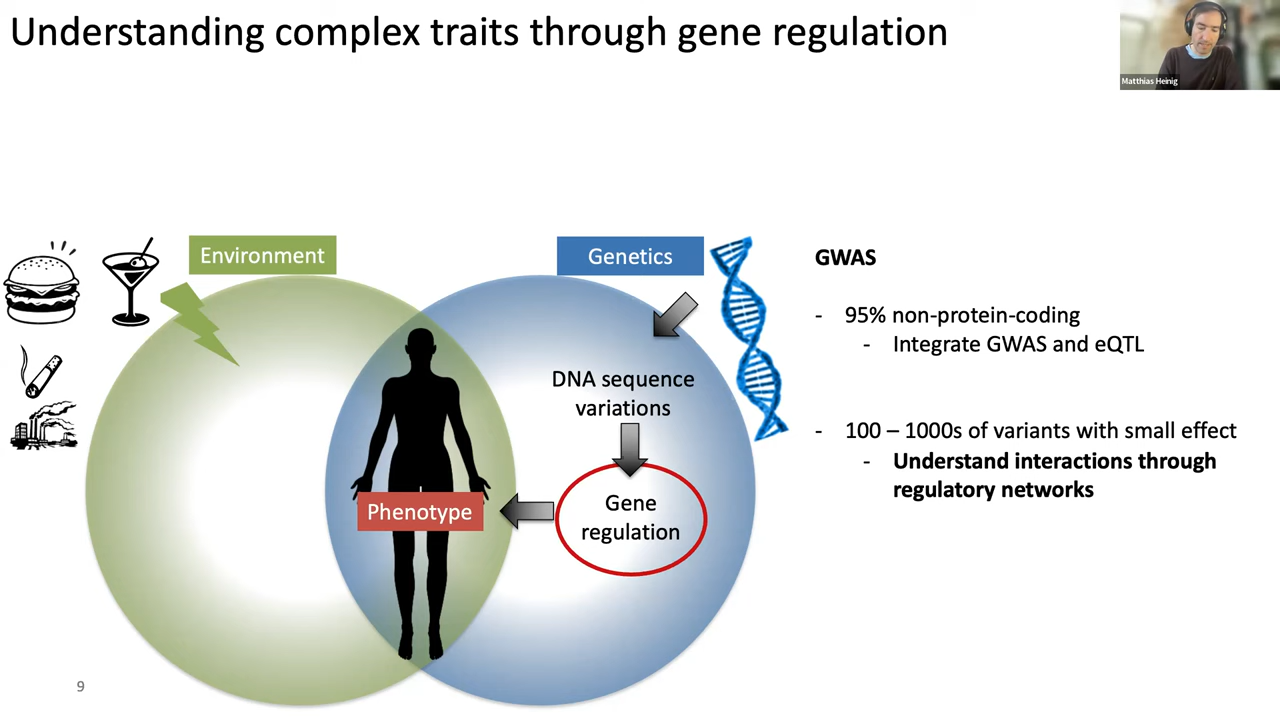 Understanding complex traits through gene regulation
Matthias Heinig
Environment
Genetics
DNA sequence
variations
Gene
regulation
Phenotype
GWAS
- 95% non-protein-coding
- Integrate GWAS and eQTL
- 100 – 1000s of variants with small effect
- Understand interactions through
regulatory networks
9